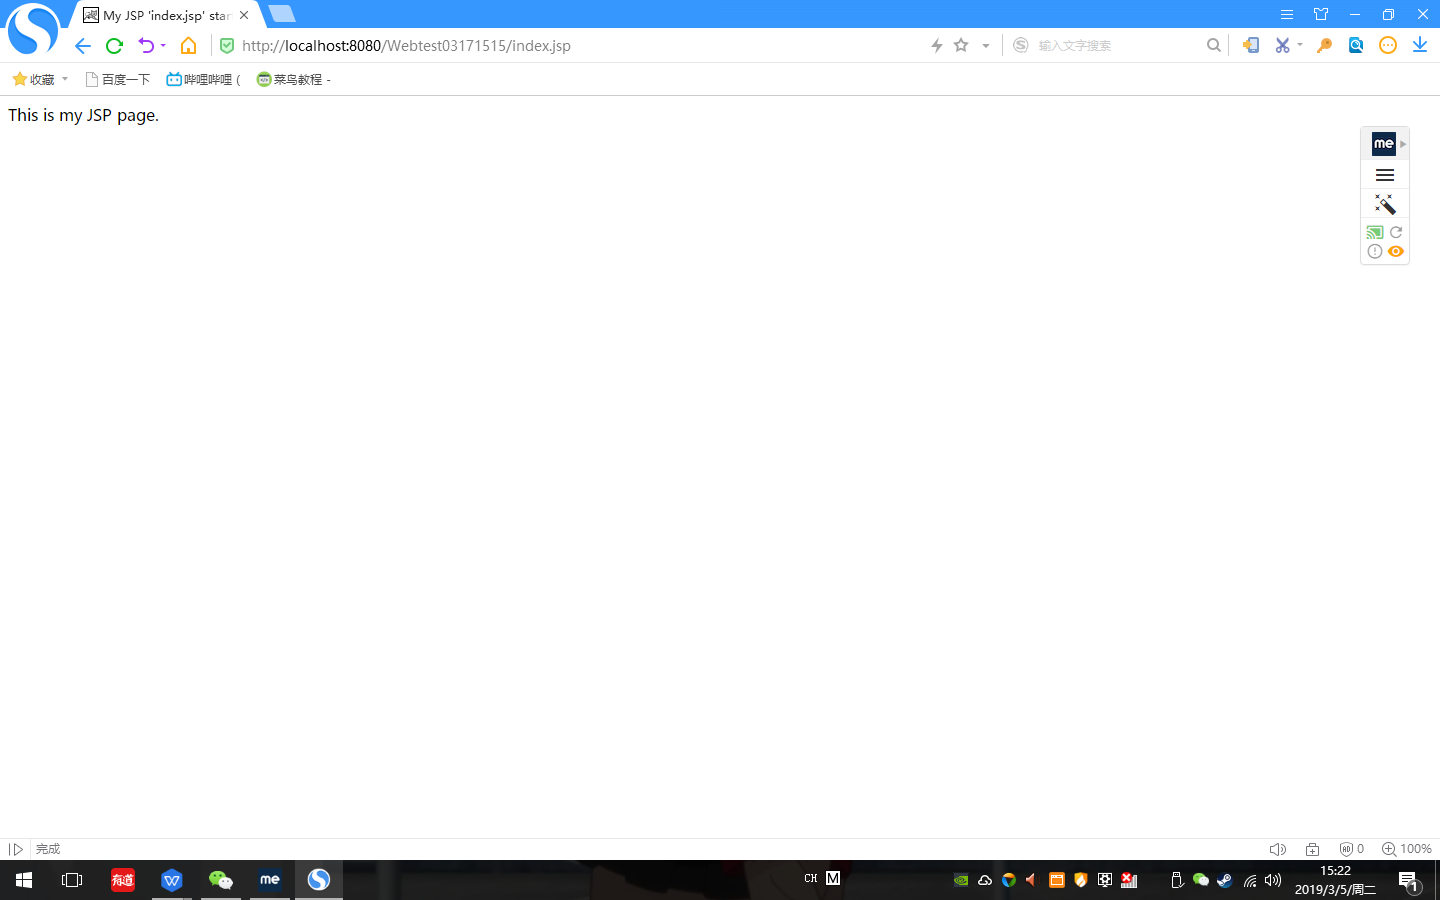 My JSP 'index.jsp' star
http://localhost:8080/Webtest03171515/index.jsp
输入文字搜索
收藏
百度一下
哔哩哔哩 (
菜鸟教程 -
This is my JSP page.
me
完成
0
100%
有道
me
CH M
15:22
2019/3/5/周二
1